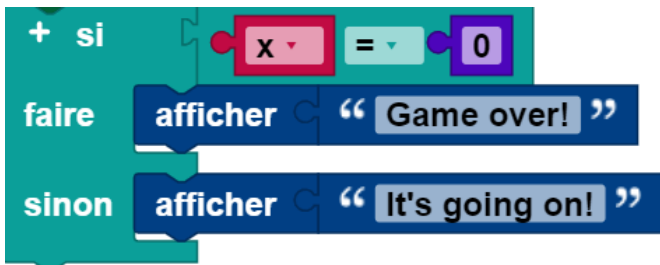 + si x = 0
faire afficher “ Game over! ”
sinon afficher “ It's going on! ”